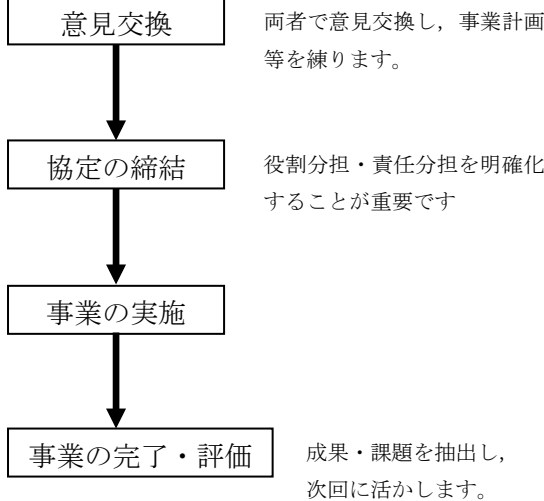 意見交換
両者で意見交換し，事業計画
等を練ります。
協定の締結
役割分担・責任分担を明確化
することが重要です
事業の実施
事業の完了・評価
成果・課題を抽出し，
次回に活かします。